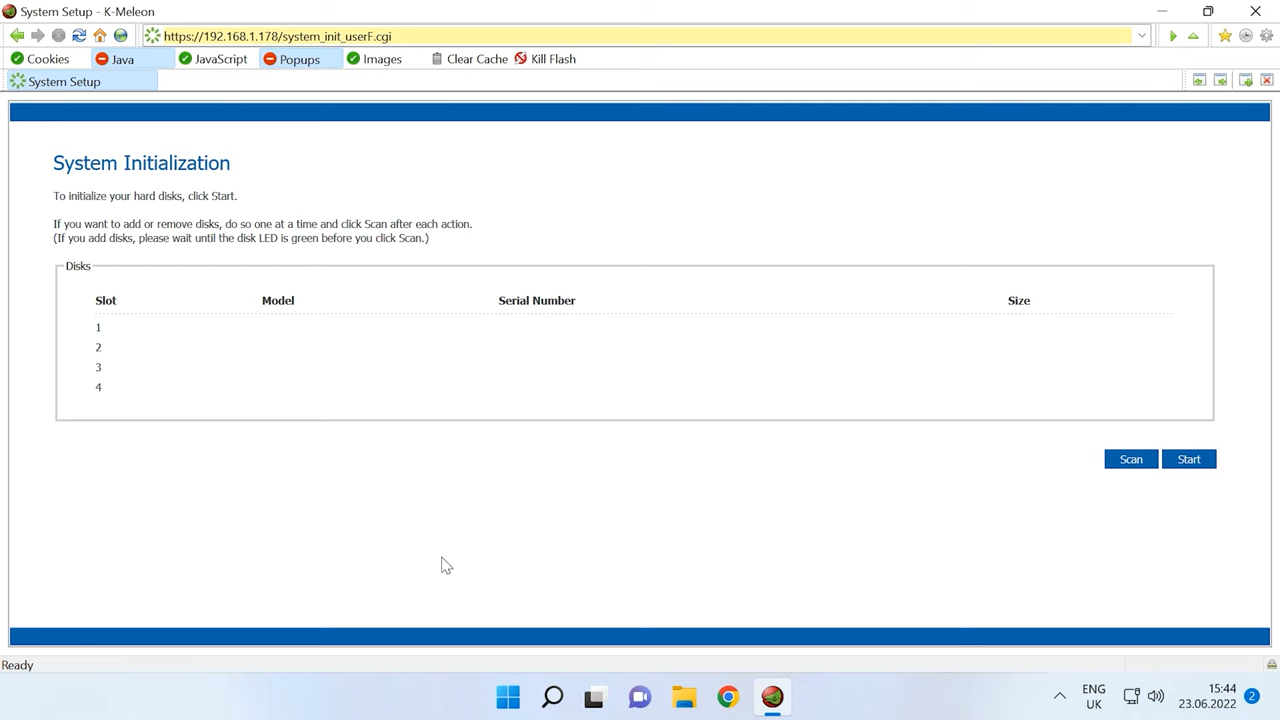 System Setup - K-Meleon
https://192.168.1.178/system_init_userF.cgi
Cookies Java JavaScript Popups Images Clear Cache Kill Flash
System Setup
System Initialization
To initialize your hard disks, click Start.
If you want to add or remove disks, do so one at a time and click Scan after each action.
(If you add disks, please wait until the disk LED is green before you click Scan.)
Disks
Slot Model Serial Number Size
1
2
3
4
Scan Start
Ready
ENG 15:44
UK 23.06.2022 2